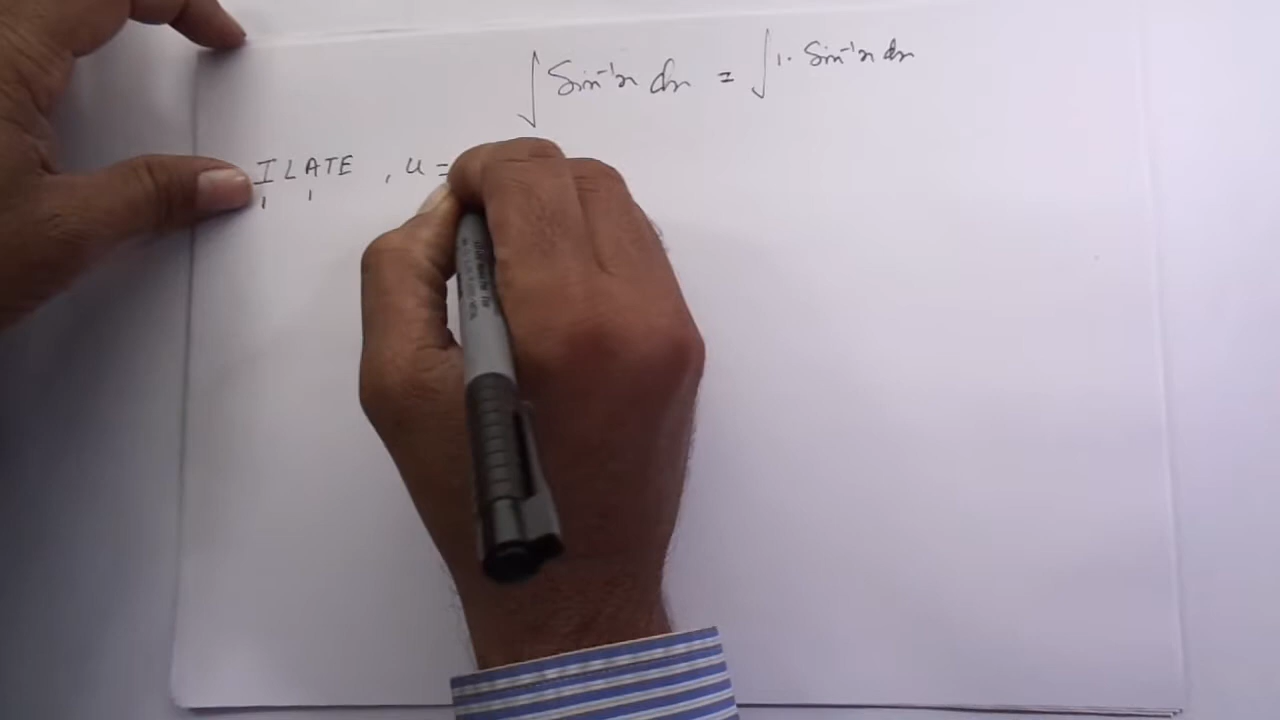 ∫ Sin⁻¹x dx = ∫ 1. Sin⁻¹x dx
ILATE , u =